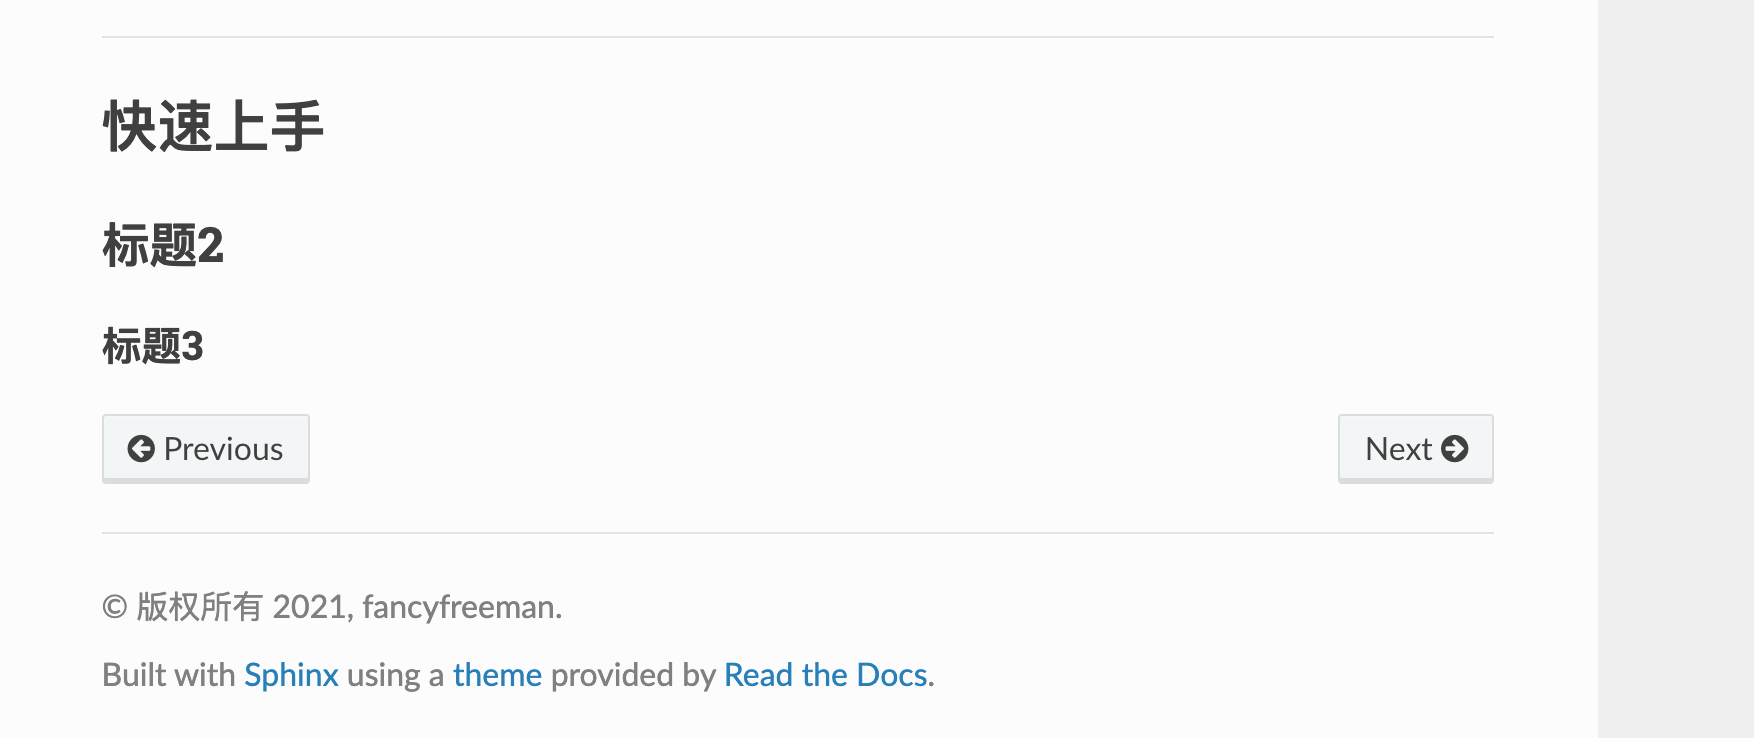 快速上手
标题2
标题3
Previous
Next
© 版权所有 2021, fancyfreeman.
Built with Sphinx using a theme provided by Read the Docs.